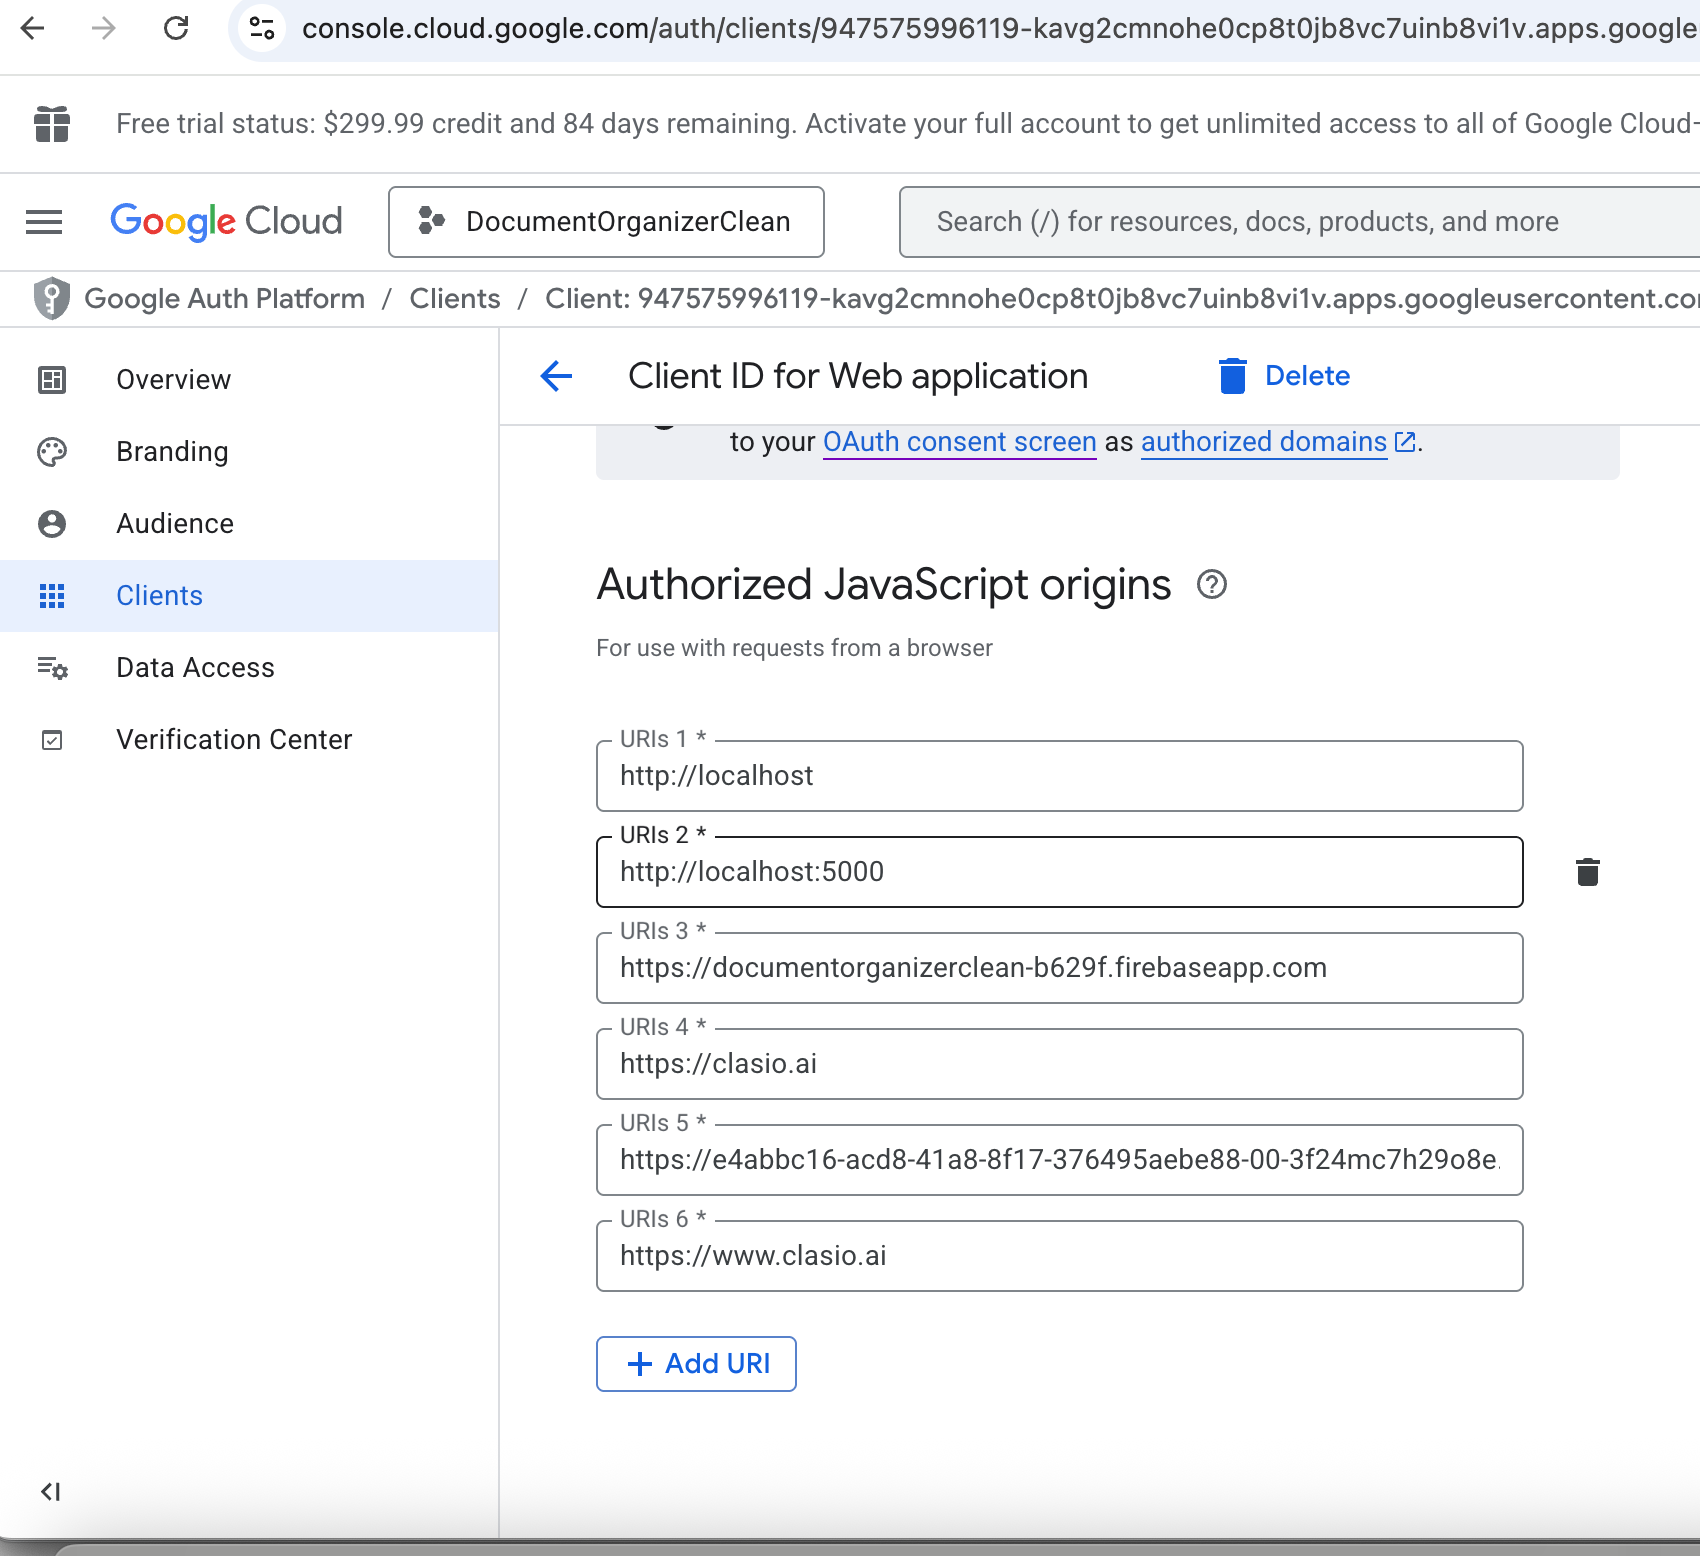 console.cloud.google.com/auth/clients/947575996119-kavg2cmnohe0cp8t0jb8vc7uinb8vi1v.apps.google
Free trial status: $299.99 credit and 84 days remaining. Activate your full account to get unlimited access to all of Google Cloud-
Google Cloud
DocumentOrganizerClean
Search (/) for resources, docs, products, and more
Google Auth Platform / Clients / Client: 947575996119-kavg2cmnohe0cp8t0jb8vc7uinb8vi1v.apps.googleusercontent.co
Overview
Branding
Audience
Clients
Data Access
Verification Center
Client ID for Web application
Delete
to your OAuth consent screen as authorized domains.
Authorized JavaScript origins
For use with requests from a browser
URIs 1 *
http://localhost
URIs 2 *
http://localhost:5000
URIs 3 *
https://documentorganizerclean-b629f.firebaseapp.com
URIs 4 *
https://clasio.ai
URIs 5 *
https://e4abbc16-acd8-41a8-8f17-376495aebe88-00-3f24mc7h29o8e.
URIs 6 *
https://www.clasio.ai
+ Add URI